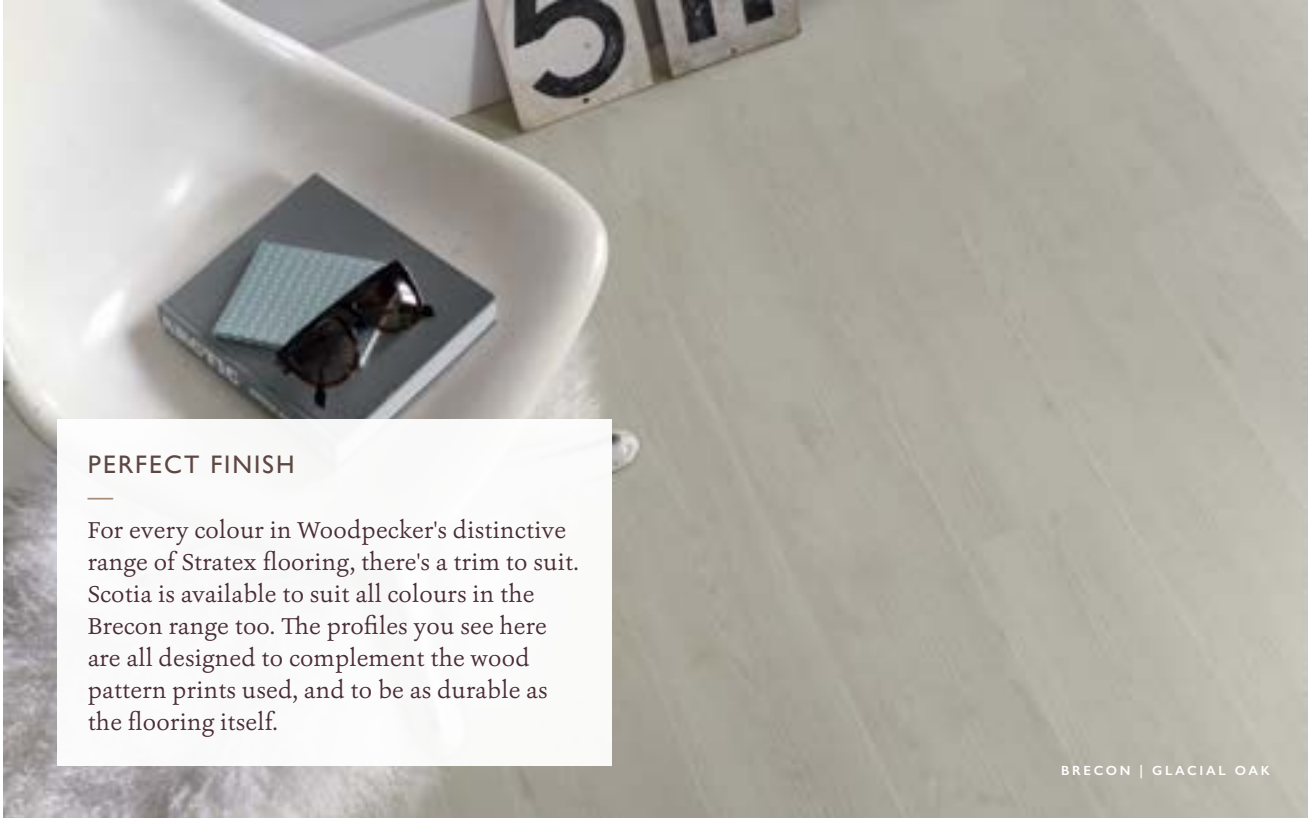 5
PERFECT FINISH
For every colour in Woodpecker's distinctive
range of Stratex flooring, there's a trim to suit.
Scotia is available to suit all colours in the
Brecon range too. The profiles you see here
are all designed to complement the wood
pattern prints used, and to be as durable as
the flooring itself.
BRECON | GLACIAL OAK